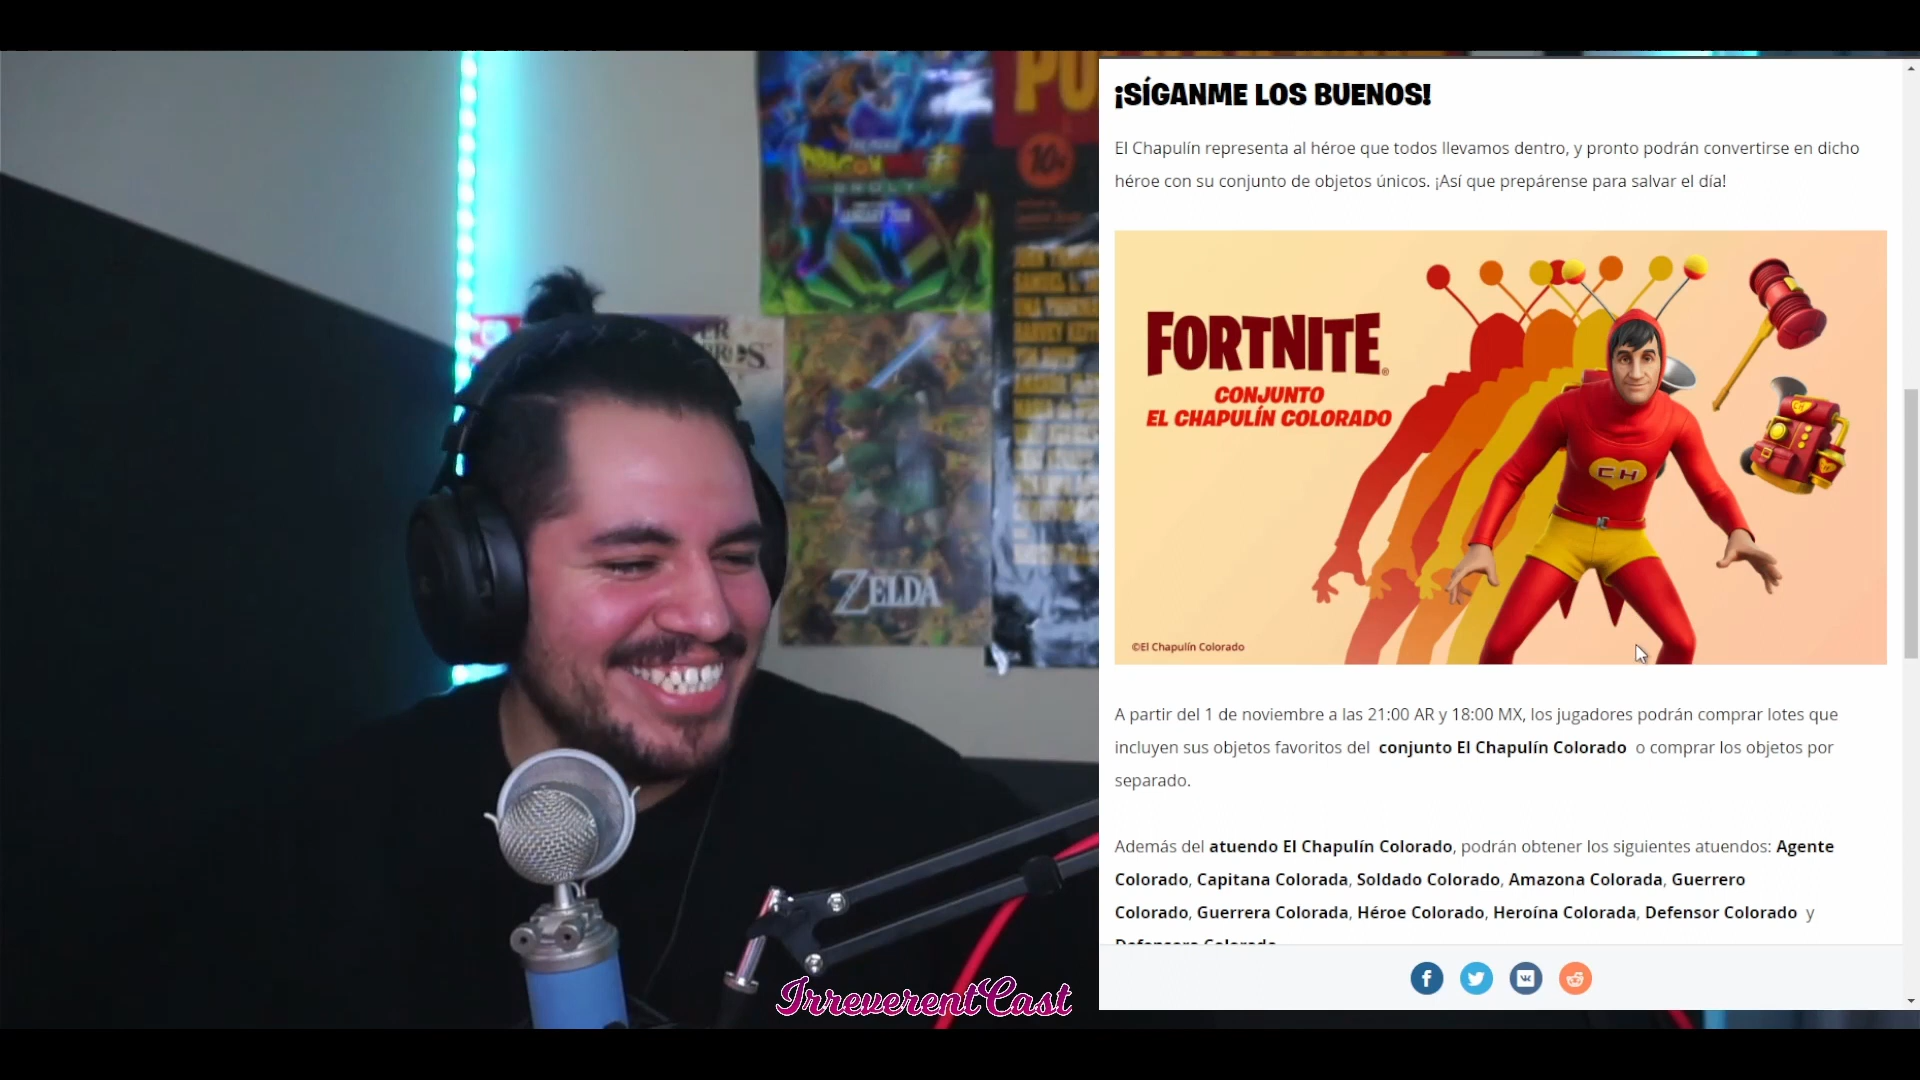 ¡SÍGANME LOS BUENOS!
El Chapulín representa al héroe que todos llevamos dentro, y pronto podrán convertirse en dicho
héroe con su conjunto de objetos únicos. ¡Así que prepárense para salvar el día!
FORTNITE
CONJUNTO
EL CHAPULÍN COLORADO
CH
©El Chapulín Colorado
A partir del 1 de noviembre a las 21:00 AR y 18:00 MX, los jugadores podrán comprar lotes que
incluyen sus objetos favoritos del conjunto El Chapulín Colorado o comprar los objetos por
separado.
Además del atuendo El Chapulín Colorado, podrán obtener los siguientes atuendos: Agente
Colorado, Capitana Colorada, Soldado Colorado, Amazona Colorada, Guerrero
Colorado, Guerrera Colorada, Héroe Colorado, Heroína Colorada, Defensor Colorado y
ZELDA
IrreverentCast